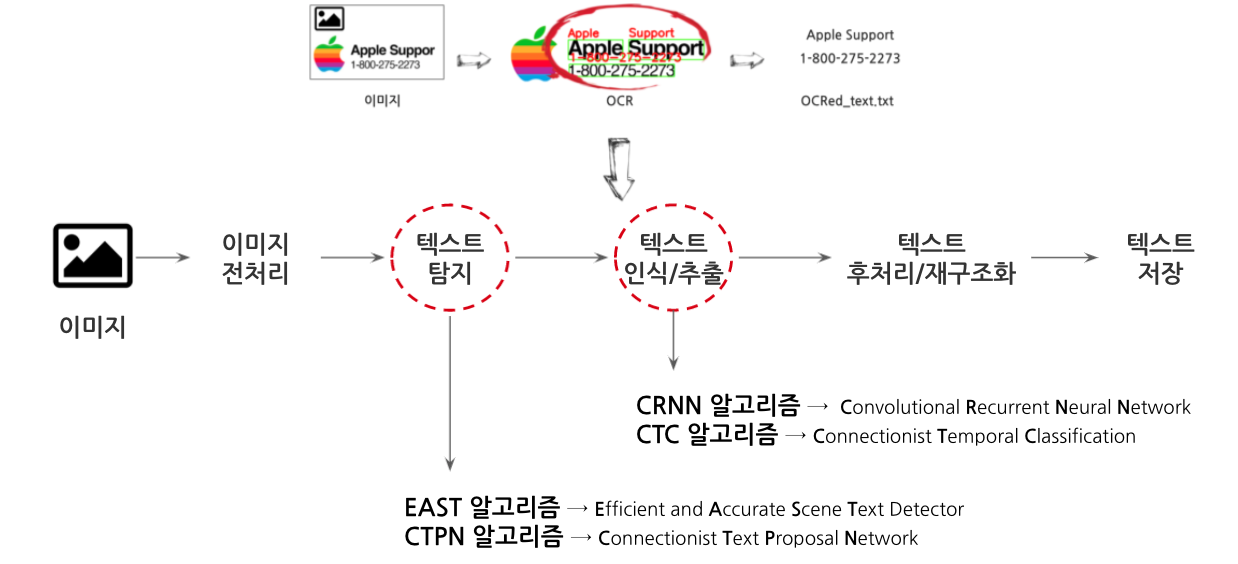 Apple Suppor
1-800-275-2273
이미지
Apple Support
Apple Support
1-800-275-2273
1-800-275-2273
OCR
Apple Support
1-800-275-2273
OCRed_text.txt
이미지
이미지
전처리
텍스트
탐지
텍스트
인식/추출
텍스트
후처리/재구조화
텍스트
저장
CRNN 알고리즘 → Convolutional Recurrent Neural Network
CTC 알고리즘 → Connectionist Temporal Classification
EAST 알고리즘 → Efficient and Accurate Scene Text Detector
CTPN 알고리즘 → Connectionist Text Proposal Network